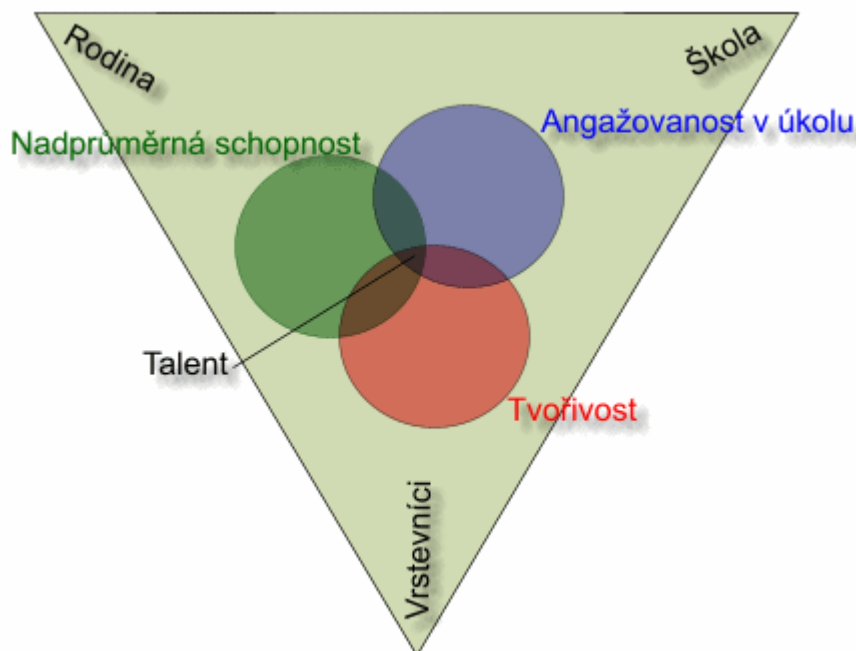 Rodina
Škola
Angažovanost v úkolu
Nadprůměrná schopnost
Talent
Tvořivost
Vrstevníci